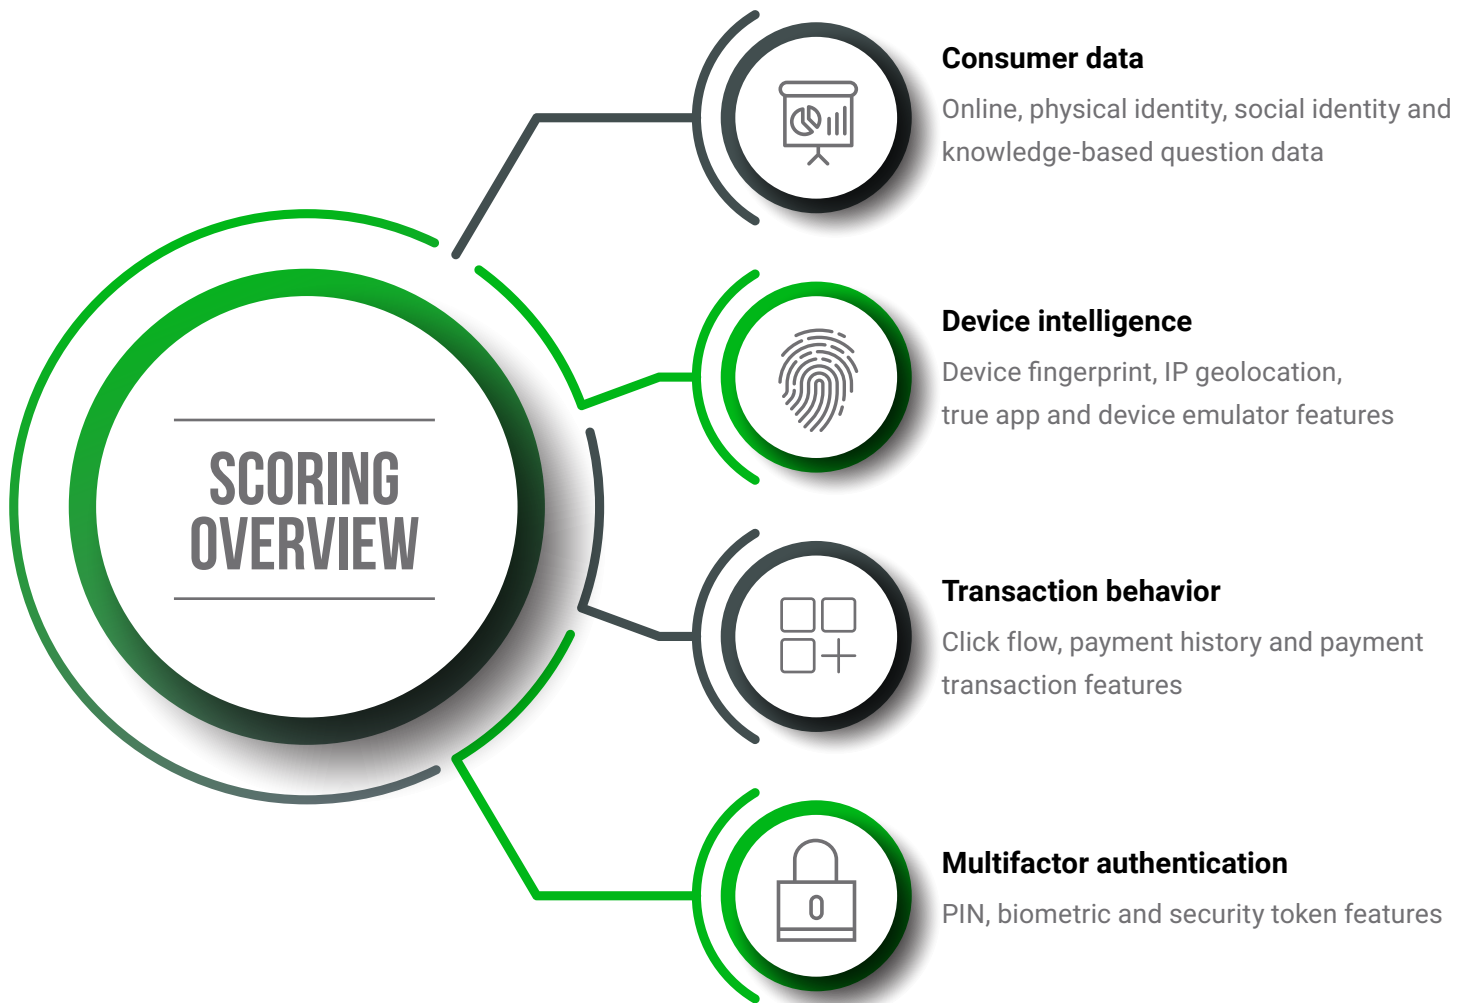 SCORING
OVERVIEW
Consumer data
Online, physical identity, social identity and
knowledge-based question data
Device intelligence
Device fingerprint, IP geolocation,
true app and device emulator features
Transaction behavior
Click flow, payment history and payment
transaction features
Multifactor authentication
PIN, biometric and security token features